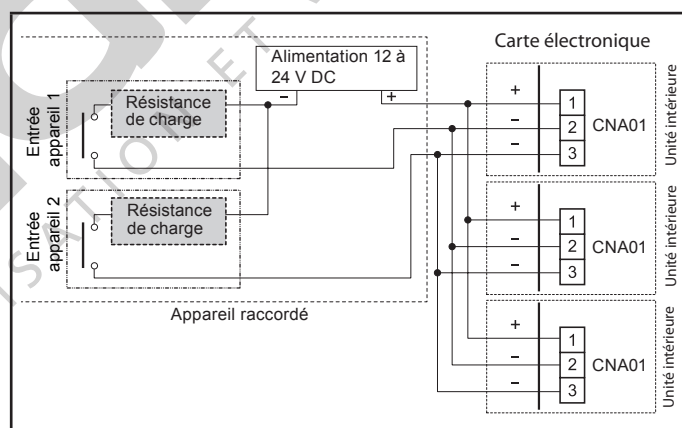 Alimentation 12 à
24 V DC
Carte électronique
Entrée
appareil 1
Résistance
de charge
–
+
+
–
–
1
2
3
CNA01
Unité intérieure
Entrée
appareil 2
Résistance
de charge
+
–
–
1
2
3
CNA01
Unité intérieure
Appareil raccordé
+
–
–
1
2
3
CNA01
Unité intérieure
ISATION ET